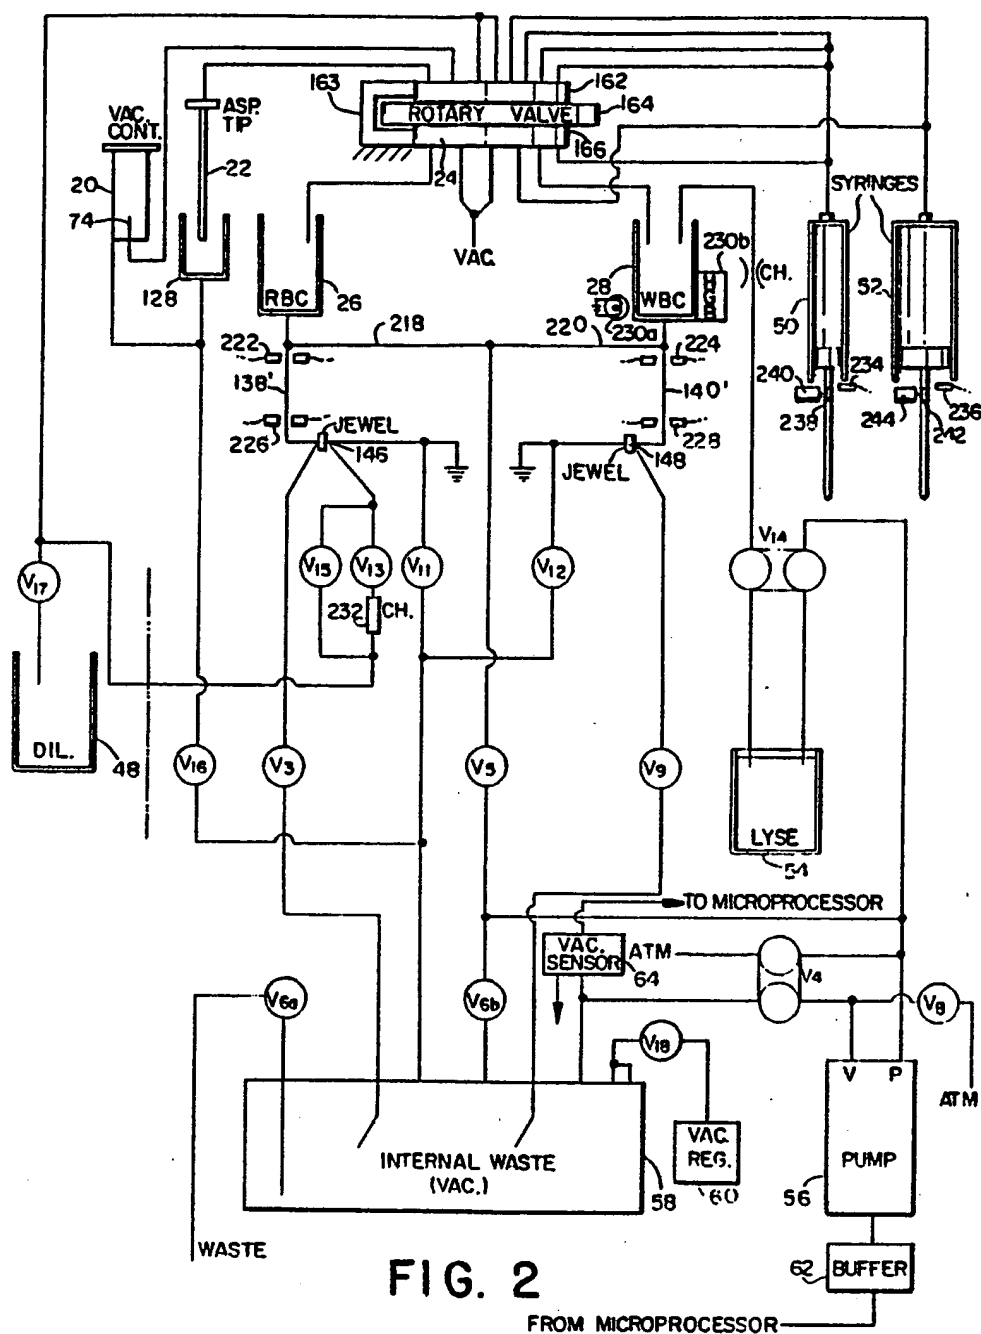 163
162
164
ROTARY VALVE
166
24
VAC.
CONT.
ASP.
TIP
20
22
74
128
VAC.
SYRINGES
RBC
26
28
WBC
230b
CH.
230a
50
52
222
218
220
224
138'
140'
240
234
238
244
236
242
226
JEWEL
146
228
JEWEL
148
V15
V13
V11
V12
V14
V17
232
CH.
DIL.
48
V16
V3
V5
V9
LYSE
54
TO MICROPROCESSOR
VAC.
SENSOR
64
ATM
V4
V6a
V6b
V8
V18
V P
ATM
INTERNAL WASTE
(VAC.)
58
VAC.
REG.
60
PUMP
56
WASTE
62
BUFFER
FIG. 2
FROM MICROPROCESSOR